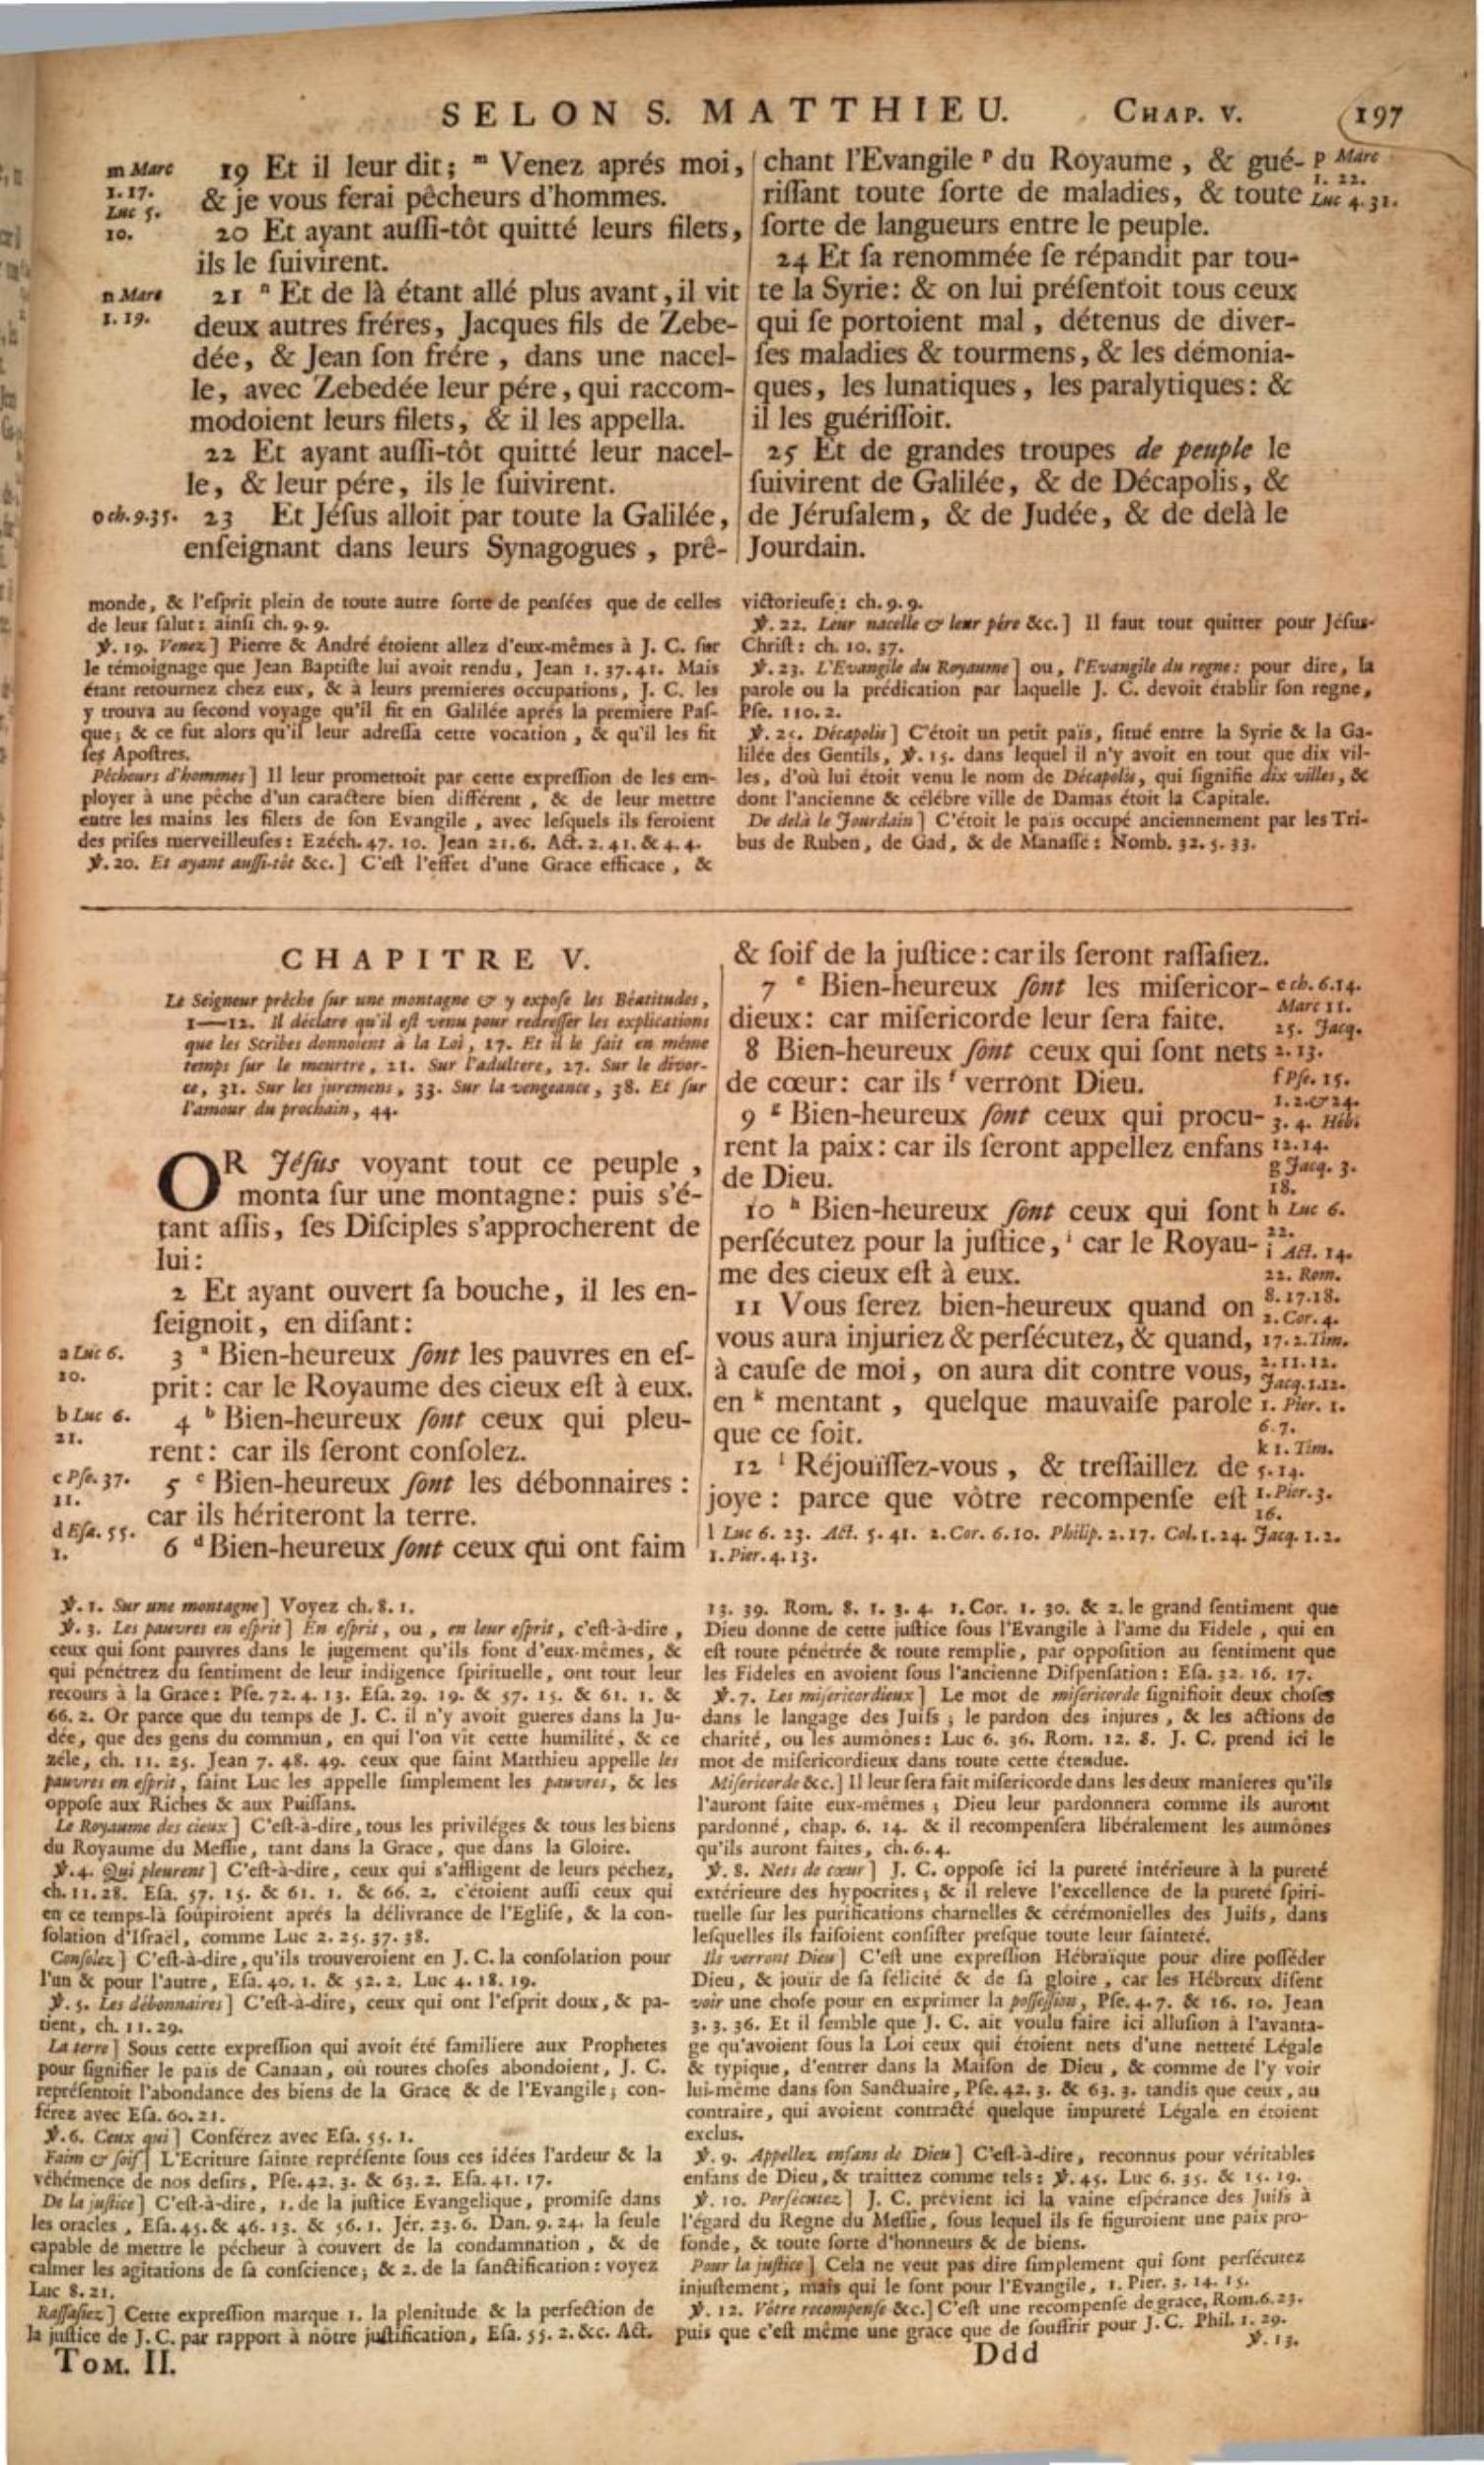 SELON S. MATTHIEU. CHAP. V. 197
m Marc
1. 17.
Luc 5.
10.
n Marc
1. 19.
o ch. 9. 35.
19 Et il leur dit; ᵐ Venez aprés moi,
& je vous ferai pêcheurs d'hommes.
20 Et ayant auſſi-tôt quitté leurs filets,
ils le ſuivirent.
21 ⁿ Et de là étant allé plus avant, il vit
deux autres fréres, Jacques fils de Zebe-
dée, & Jean ſon frére, dans une nacel-
le, avec Zebedée leur pére, qui raccom-
modoient leurs filets, & il les appella.
22 Et ayant auſſi-tôt quitté leur nacel-
le, & leur pére, ils le ſuivirent.
23 Et Jéſus alloit par toute la Galilée,
enſeignant dans leurs Synagogues, prê-
chant l'Evangile ᵖ du Royaume, & gué-
riſſant toute ſorte de maladies, & toute
ſorte de langueurs entre le peuple.
24 Et ſa renommée ſe répandit par tou-
te la Syrie: & on lui préſentoit tous ceux
qui ſe portoient mal, détenus de diver-
ſes maladies & tourmens, & les démonia-
ques, les lunatiques, les paralytiques: &
il les guériſſoit.
25 Et de grandes troupes de peuple le
ſuivirent de Galilée, & de Décapolis, &
de Jéruſalem, & de Judée, & de delà le
Jourdain.
p Marc
1. 22.
Luc 4. 31.
monde, & l'eſprit plein de toute autre ſorte de penſées que de celles
de leur ſalut: ainſi ch. 9. 9.
℣. 19. Venez] Pierre & André étoient allez d'eux-mêmes à J. C. ſur
le témoignage que Jean Baptiſte lui avoit rendu, Jean 1. 37. 41. Mais
étant retournez chez eux, & à leurs premieres occupations, J. C. les
y trouva au ſecond voyage qu'il fit en Galilée aprés la premiere Paſ-
que; & ce fut alors qu'il leur adreſſa cette vocation, & qu'il les fit
ſes Apoſtres.
Pêcheurs d'hommes] Il leur promettoit par cette expreſſion de les em-
ployer à une pêche d'un caractere bien différent, & de leur mettre
entre les mains les filets de ſon Evangile, avec leſquels ils feroient
des priſes merveilleuſes: Ezéch. 47. 10. Jean 21. 6. Act. 2. 41. & 4. 4.
℣. 20. Et ayant auſſi-tôt &c.] C'eſt l'effet d'une Grace efficace, &
victorieuſe: ch. 9. 9.
℣. 22. Leur nacelle & leur pére &c.] Il faut tout quitter pour Jéſus-
Chriſt: ch. 10. 37.
℣. 23. L'Evangile du Royaume] ou, l'Evangile du regne: pour dire, la
parole ou la prédication par laquelle J. C. devoit établir ſon regne,
Pſe. 110. 2.
℣. 25. Décapolis] C'étoit un petit païs, ſitué entre la Syrie & la Ga-
lilée des Gentils, ℣. 15. dans lequel il n'y avoit en tout que dix vil-
les, d'où lui étoit venu le nom de Décapolis, qui ſignifie dix villes, &
dont l'ancienne & célébre ville de Damas étoit la Capitale.
De delà le Jourdain] C'étoit le païs occupé anciennement par les Tri-
bus de Ruben, de Gad, & de Manaſſé: Nomb. 32. 5. 33.
CHAPITRE V.
Le Seigneur prêche ſur une montagne & y expoſe les Béatitudes,
1—12. Il déclare qu'il eſt venu pour redreſſer les explications
que les Scribes donnoient à la Loi, 17. Et il le fait en même
temps ſur le meurtre, 21. Sur l'adultere, 27. Sur le divor-
ce, 31. Sur les juremens, 33. Sur la vengeance, 38. Et ſur
l'amour du prochain, 44.
OR Jéſus voyant tout ce peuple,
monta ſur une montagne: puis s'é-
tant aſſis, ſes Diſciples s'approcherent de
lui:
2 Et ayant ouvert ſa bouche, il les en-
ſeignoit, en diſant:
3 ᵃ Bien-heureux ſont les pauvres en eſ-
prit: car le Royaume des cieux eſt à eux.
4 ᵇ Bien-heureux ſont ceux qui pleu-
rent: car ils ſeront conſolez.
5 ᶜ Bien-heureux ſont les débonnaires:
car ils hériteront la terre.
6 ᵈ Bien-heureux ſont ceux qui ont faim
a Luc 6.
20.
b Luc 6.
21.
c Pſe. 37.
11.
d Eſa. 55.
1.
& ſoif de la juſtice: car ils ſeront raſſaſiez.
7 ᵉ Bien-heureux ſont les miſericor-
dieux: car miſericorde leur ſera faite.
8 Bien-heureux ſont ceux qui ſont nets
de cœur: car ils ᶠ verront Dieu.
9 ᵍ Bien-heureux ſont ceux qui procu-
rent la paix: car ils ſeront appellez enfans
de Dieu.
10 ʰ Bien-heureux ſont ceux qui ſont
perſécutez pour la juſtice, ⁱ car le Royau-
me des cieux eſt à eux.
11 Vous ſerez bien-heureux quand on
vous aura injuriez & perſécutez, & quand,
à cauſe de moi, on aura dit contre vous,
en ᵏ mentant, quelque mauvaiſe parole
que ce ſoit.
12 ˡ Réjouïſſez-vous, & treſſaillez de
joye: parce que vôtre recompenſe eſt
e ch. 6. 14.
Marc 11.
25. Jacq.
2. 13.
f Pſe. 15.
1. 2. & 24.
3. 4. Héb.
12. 14.
g Jacq. 3.
18.
h Luc 6.
22.
i Act. 14.
22. Rom.
8. 17. 18.
2. Cor. 4.
17. 2. Tim.
2. 11. 12.
Jacq. 1. 12.
1. Pier. 1.
6. 7.
k 1. Tim.
5. 14.
1. Pier. 3.
16.
l Luc 6. 23. Act. 5. 41. 2. Cor. 6. 10. Philip. 2. 17. Col. 1. 24. Jacq. 1. 2.
1. Pier. 4. 13.
℣. 1. Sur une montagne] Voyez ch. 8. 1.
℣. 3. Les pauvres en eſprit] En eſprit, ou, en leur eſprit, c'eſt-à-dire,
ceux qui ſont pauvres dans le jugement qu'ils font d'eux-mêmes, &
qui pénétrez du ſentiment de leur indigence ſpirituelle, ont tout leur
recours à la Grace: Pſe. 72. 4. 13. Eſa. 29. 19. & 57. 15. & 61. 1. &
66. 2. Or parce que du temps de J. C. il n'y avoit gueres dans la Ju-
dée, que des gens du commun, en qui l'on vît cette humilité, & ce
zéle, ch. 11. 25. Jean 7. 48. 49. ceux que ſaint Matthieu appelle les
pauvres en eſprit, ſaint Luc les appelle ſimplement les pauvres, & les
oppoſe aux Riches & aux Puiſſans.
Le Royaume des cieux] C'eſt-à-dire, tous les priviléges & tous les biens
du Royaume du Meſſie, tant dans la Grace, que dans la Gloire.
℣. 4. Qui pleurent] C'eſt-à-dire, ceux qui s'affligent de leurs péchez,
ch. 11. 28. Eſa. 57. 15. & 61. 1. & 66. 2. c'étoient auſſi ceux qui
en ce temps-là ſoûpiroient aprés la délivrance de l'Egliſe, & la con-
ſolation d'Iſraël, comme Luc 2. 25. 37. 38.
Conſolez] C'eſt-à-dire, qu'ils trouveroient en J. C. la conſolation pour
l'un & pour l'autre, Eſa. 40. 1. & 52. 2. Luc 4. 18. 19.
℣. 5. Les débonnaires] C'eſt-à-dire, ceux qui ont l'eſprit doux, & pa-
tient, ch. 11. 29.
La terre] Sous cette expreſſion qui avoit été familiere aux Prophetes
pour ſignifier le païs de Canaan, où toutes choſes abondoient, J. C.
repréſentoit l'abondance des biens de la Grace & de l'Evangile; con-
férez avec Eſa. 60. 21.
℣. 6. Ceux qui] Conférez avec Eſa. 55. 1.
Faim & ſoif] L'Ecriture ſainte repréſente ſous ces idées l'ardeur & la
véhémence de nos deſirs, Pſe. 42. 3. & 63. 2. Eſa. 41. 17.
De la juſtice] C'eſt-à-dire, 1. de la juſtice Evangelique, promiſe dans
les oracles, Eſa. 45. & 46. 13. & 56. 1. Jér. 23. 6. Dan. 9. 24. la ſeule
capable de mettre le pécheur à couvert de la condamnation, & de
calmer les agitations de ſa conſcience; & 2. de la ſanctification: voyez
Luc 8. 21.
Raſſaſiez] Cette expreſſion marque 1. la plenitude & la perfection de
la juſtice de J. C. par rapport à nôtre juſtification, Eſa. 55. 2. &c. Act.
13. 39. Rom. 8. 1. 3. 4. 1. Cor. 1. 30. & 2. le grand ſentiment que
Dieu donne de cette juſtice ſous l'Evangile à l'ame du Fidele, qui en
eſt toute pénétrée & toute remplie, par oppoſition au ſentiment que
les Fideles en avoient ſous l'ancienne Diſpenſation: Eſa. 32. 16. 17.
℣. 7. Les miſericordieux] Le mot de miſericorde ſignifioit deux choſes
dans le langage des Juifs; le pardon des injures, & les actions de
charité, ou les aumônes: Luc 6. 36. Rom. 12. 8. J. C. prend ici le
mot de miſericordieux dans toute cette étendue.
Miſericorde &c.] Il leur ſera fait miſericorde dans les deux manieres qu'ils
l'auront faite eux-mêmes; Dieu leur pardonnera comme ils auront
pardonné, chap. 6. 14. & il recompenſera libéralement les aumônes
qu'ils auront faites, ch. 6. 4.
℣. 8. Nets de cœur] J. C. oppoſe ici la pureté intérieure à la pureté
extérieure des hypocrites; & il releve l'excellence de la pureté ſpiri-
tuelle ſur les purifications charnelles & cérémonielles des Juifs, dans
leſquelles ils faiſoient conſiſter preſque toute leur ſainteté.
Ils verront Dieu] C'eſt une expreſſion Hébraïque pour dire poſſéder
Dieu, & jouir de ſa félicité & de ſa gloire, car les Hébreux diſent
voir une choſe pour en exprimer la poſſeſſion, Pſe. 4. 7. & 16. 10. Jean
3. 3. 36. Et il ſemble que J. C. ait voulu faire ici alluſion à l'avanta-
ge qu'avoient ſous la Loi ceux qui étoient nets d'une netteté Légale
& typique, d'entrer dans la Maiſon de Dieu, & comme de l'y voir
lui-même dans ſon Sanctuaire, Pſe. 42. 3. & 63. 3. tandis que ceux, au
contraire, qui avoient contracté quelque impureté Légale en étoient
exclus.
℣. 9. Appellez enfans de Dieu] C'eſt-à-dire, reconnus pour véritables
enfans de Dieu, & traittez comme tels: ℣. 45. Luc 6. 35. & 15. 19.
℣. 10. Perſécutez] J. C. prévient ici la vaine eſpérance des Juifs à
l'égard du Regne du Meſſie, ſous lequel ils ſe figuroient une paix pro-
fonde, & toute ſorte d'honneurs & de biens.
Pour la juſtice] Cela ne veut pas dire ſimplement qui ſont perſécutez
injuſtement, mais qui le ſont pour l'Evangile, 1. Pier. 3. 14. 15.
℣. 12. Vôtre recompenſe &c.] C'eſt une recompenſe de grace, Rom. 6. 23.
puis que c'eſt même une grace que de ſouffrir pour J. C. Phil. 1. 29.
℣. 13.
TOM. II. Ddd